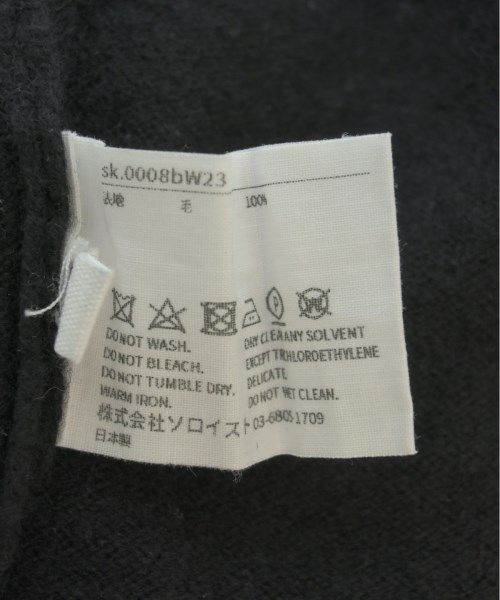 sk.0008bW23
表地 毛 100%
DO NOT WASH.
DO NOT BLEACH.
DO NOT TUMBLE DRY.
WARM IRON.
DRY CLEAN ANY SOLVENT
EXCEPT TRICHLOROETHYLENE
DELICATE
DO NOT WET CLEAN.
株式会社ソロイスト 03-6805-1709
日本製